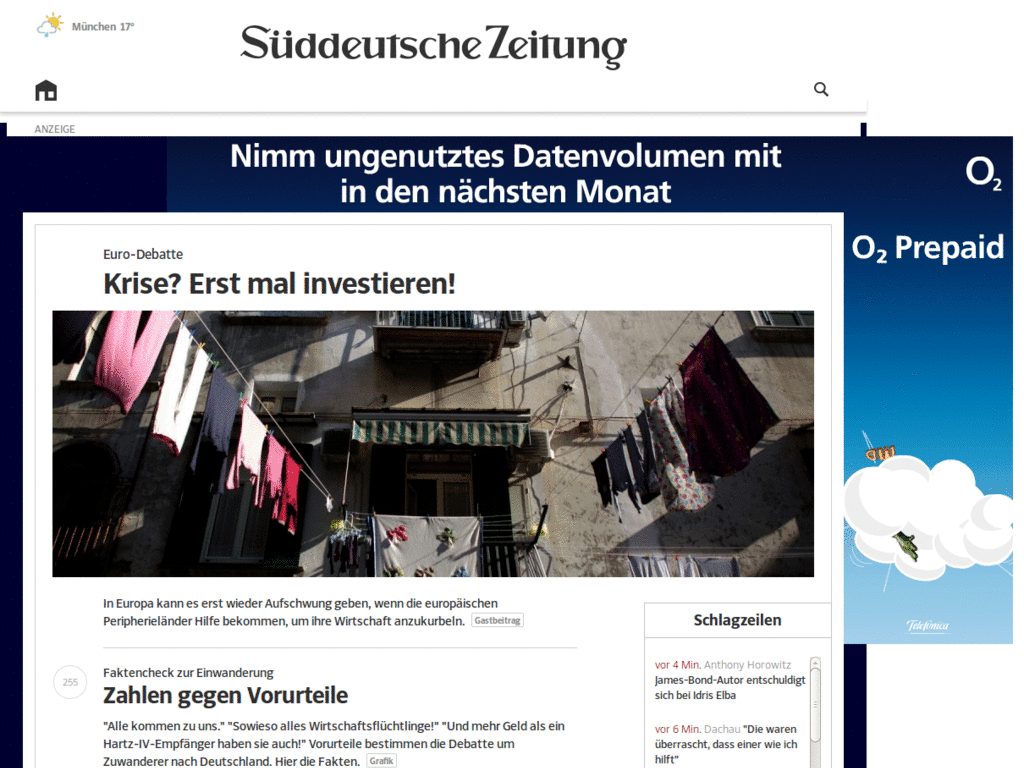 München 17°
Süddeutsche Zeitung
ANZEIGE
Nimm ungenutztes Datenvolumen mit
in den nächsten Monat
O2
O2 Prepaid
Telefónica
Euro-Debatte
Krise? Erst mal investieren!
In Europa kann es erst wieder Aufschwung geben, wenn die europäischen
Peripherieländer Hilfe bekommen, um ihre Wirtschaft anzukurbeln. Gastbeitrag
255
Faktencheck zur Einwanderung
Zahlen gegen Vorurteile
"Alle kommen zu uns." "Sowieso alles Wirtschaftsflüchtlinge!" "Und mehr Geld als ein
Hartz-IV-Empfänger haben sie auch!" Vorurteile bestimmen die Debatte um
Zuwanderer nach Deutschland. Hier die Fakten. Grafik
Schlagzeilen
vor 4 Min. Anthony Horowitz
James-Bond-Autor entschuldigt
sich bei Idris Elba
vor 6 Min. Dachau "Die waren
überrascht, dass einer wie ich
hilft"